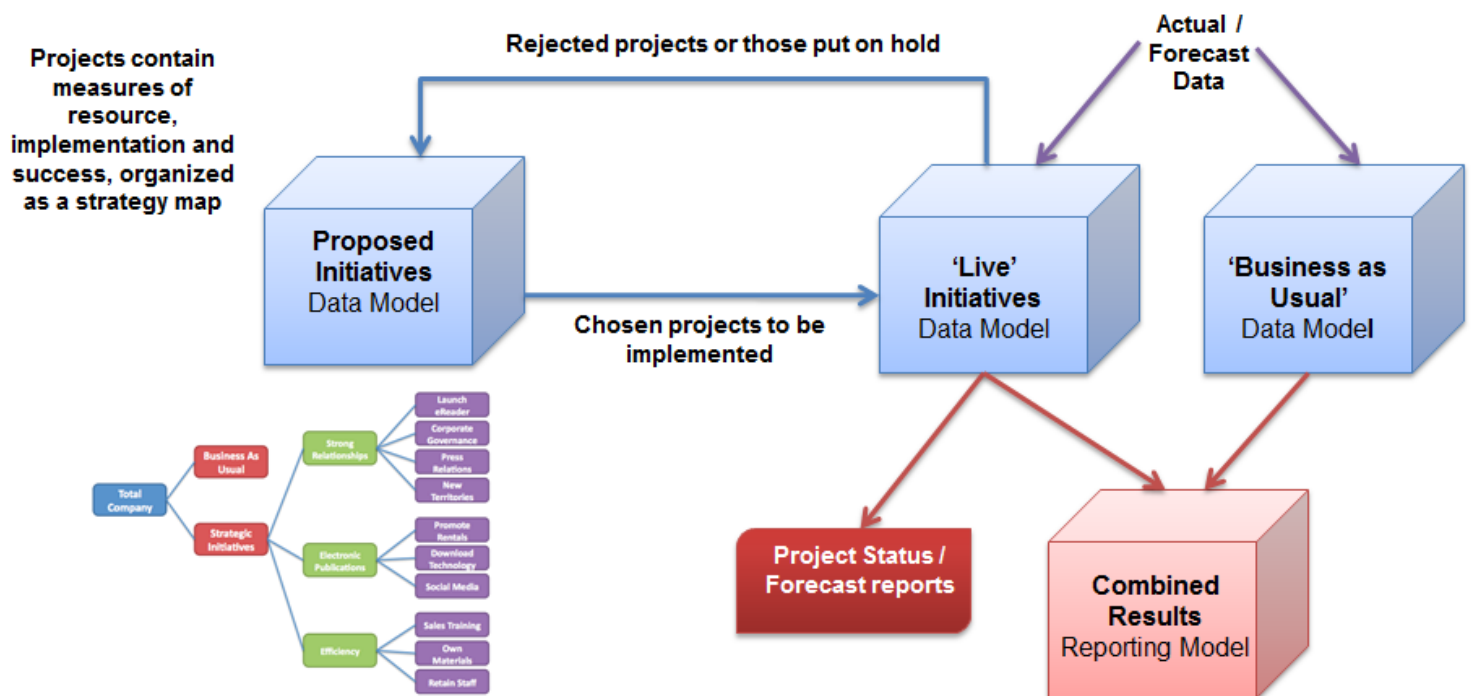 Projects contain
measures of
resource,
implementation and
success, organized
as a strategy map
Rejected projects or those put on hold
Actual /
Forecast
Data
Proposed
Initiatives
Data Model
Chosen projects to be
implemented
‘Live’
Initiatives
Data Model
‘Business as
Usual’
Data Model
Total
Company
Business As
Usual
Strategic
Initiatives
Strong
Relationships
Electronic
Publications
Efficiency
Launch
eReader
Corporate
Governance
Press
Relations
New
Territories
Promote
Rentals
Download
Technology
Social Media
Sales Training
Own
Materials
Retain Staff
Project Status /
Forecast reports
Combined
Results
Reporting Model